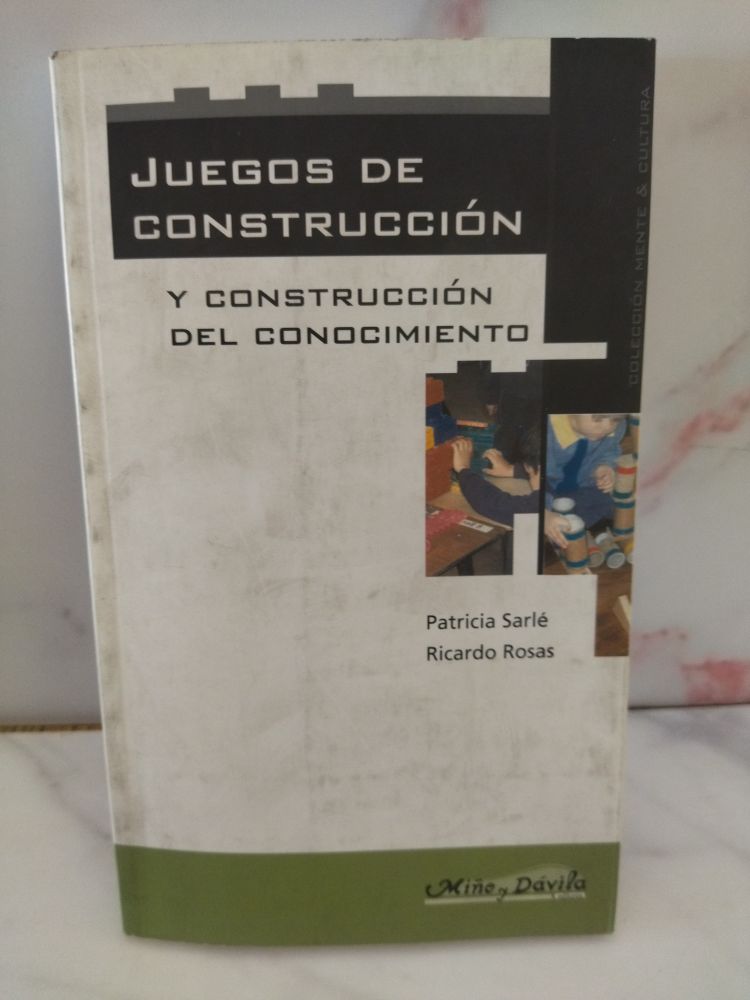 JUEGOS DE
CONSTRUCCIÓN
Y CONSTRUCCIÓN
DEL CONOCIMIENTO
COLECCIÓN MENTE & CULTURA
Patricia Sarlé
Ricardo Rosas
Miño y Dávila